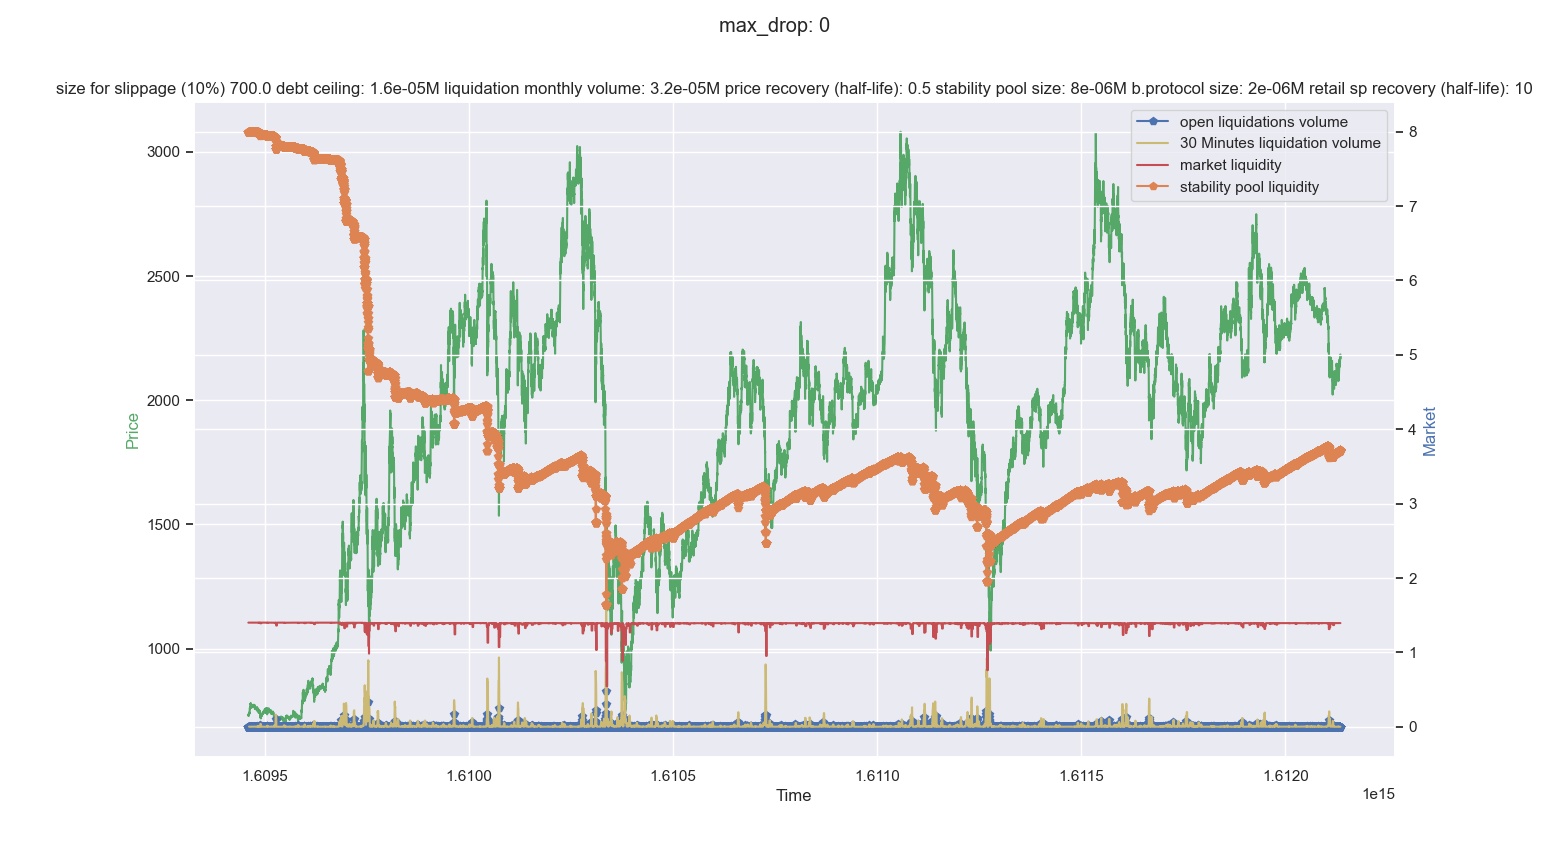 max_drop: 0
size for slippage (10%) 700.0 debt ceiling: 1.6e-05M liquidation monthly volume: 3.2e-05M price recovery (half-life): 0.5 stability pool size: 8e-06M b.protocol size: 2e-06M retail sp recovery (half-life): 10
open liquidations volume
30 Minutes liquidation volume
market liquidity
stability pool liquidity
3000
2500
2000
1500
1000
Price
8
7
6
5
4
3
2
1
0
Market
1.6095
1.6100
1.6105
1.6110
1.6115
1.6120
1e15
Time